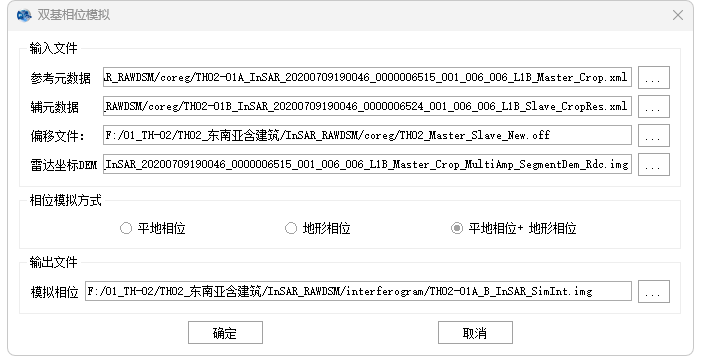 双基相位模拟
输入文件
参考元数据 AR_RAWDSM/coreg/TH02-01A_InSAR_20200709190046_0000006515_001_006_006_L1B_Master_Crop.xml ...
辅元数据 _RAWDSM/coreg/TH02-01B_InSAR_20200709190046_0000006524_001_006_006_L1B_Slave_CropRes.xml ...
偏移文件: F:/01_TH-02/TH02_东南亚含建筑/InSAR_RAWDSM/coreg/TH02_Master_Slave_New.off ...
雷达坐标DEM _InSAR_20200709190046_0000006515_001_006_006_L1B_Master_Crop_MultiAmp_SegmentDem_Rdc.img ...
相位模拟方式
平地相位 地形相位 平地相位+ 地形相位
输出文件
模拟相位 F:/01_TH-02/TH02_东南亚含建筑/InSAR_RAWDSM/interferogram/TH02-01A_B_InSAR_SimInt.img ...
确定 取消